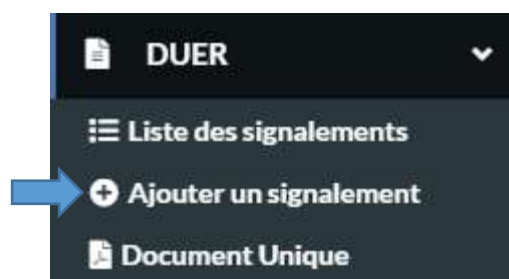 DUER
Liste des signalements
Ajouter un signalement
Document Unique